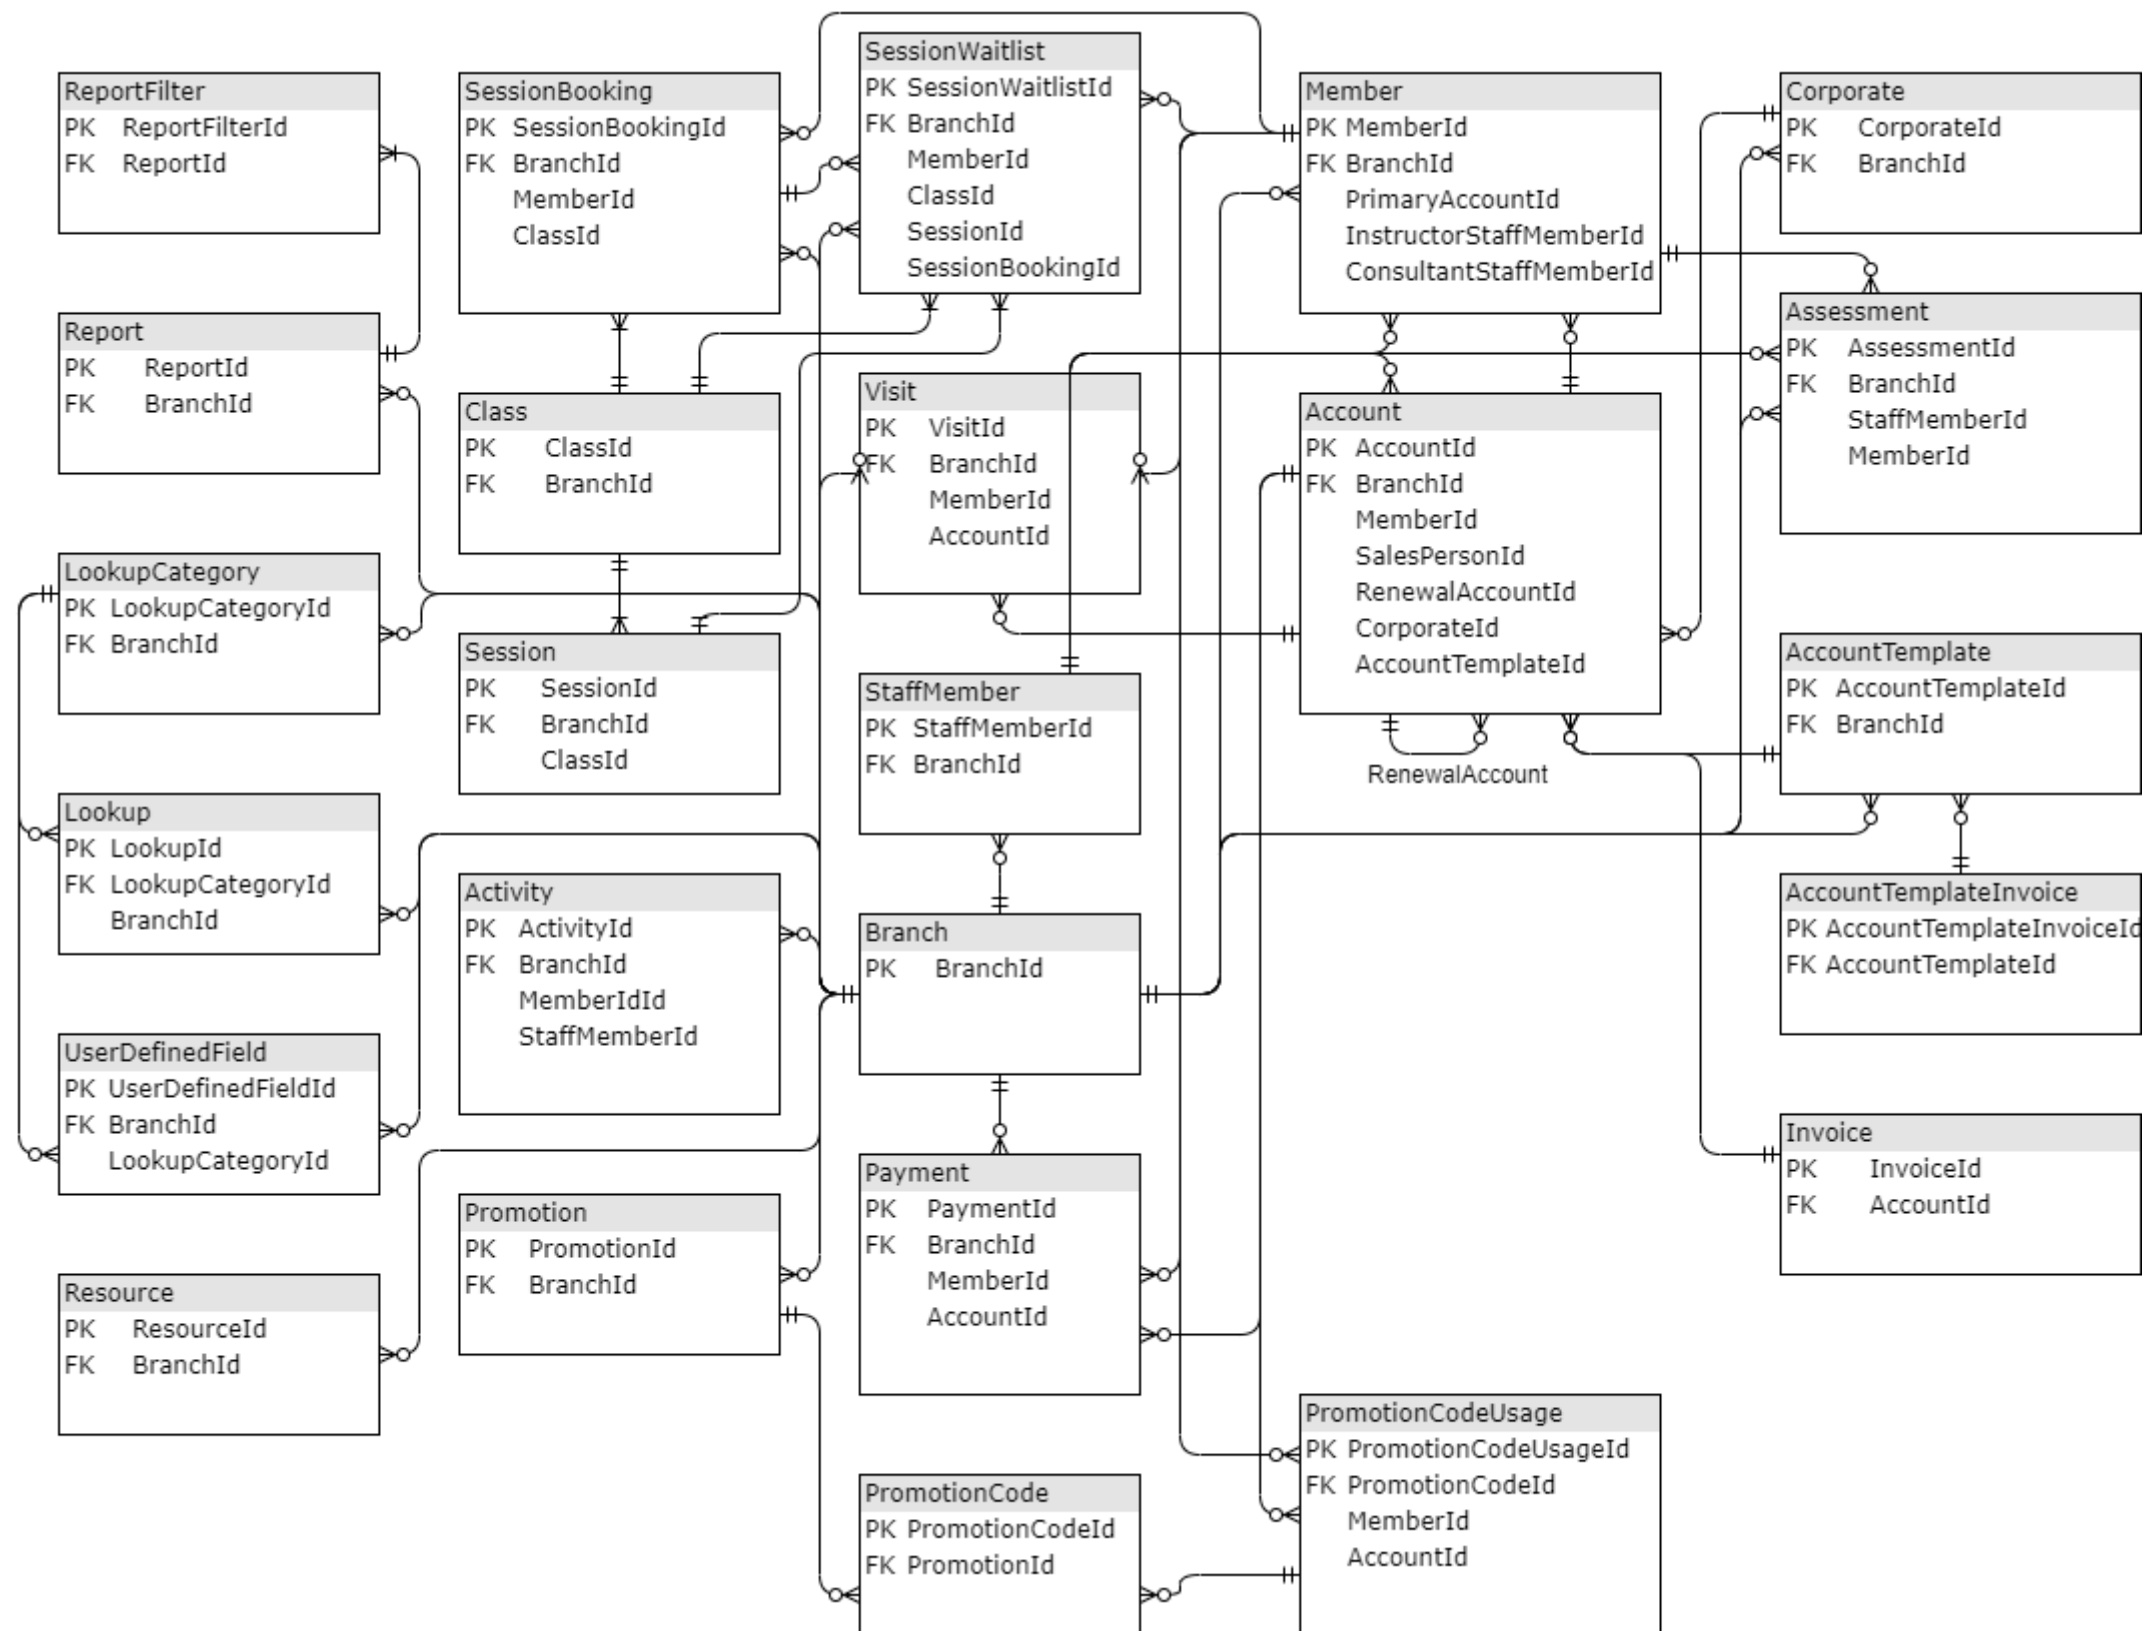 ReportFilter
PK ReportFilterId
FK ReportId
Report
PK ReportId
FK BranchId
LookupCategory
PK LookupCategoryId
FK BranchId
Lookup
PK LookupId
FK LookupCategoryId
BranchId
UserDefinedField
PK UserDefinedFieldId
FK BranchId
LookupCategoryId
Resource
PK ResourceId
FK BranchId
SessionBooking
PK SessionBookingId
FK BranchId
MemberId
ClassId
Class
PK ClassId
FK BranchId
Session
PK SessionId
FK BranchId
ClassId
Activity
PK ActivityId
FK BranchId
MemberIdId
StaffMemberId
Promotion
PK PromotionId
FK BranchId
SessionWaitlist
PK SessionWaitlistId
FK BranchId
MemberId
ClassId
SessionId
SessionBookingId
Visit
PK VisitId
FK BranchId
MemberId
AccountId
StaffMember
PK StaffMemberId
FK BranchId
Branch
PK BranchId
Payment
PK PaymentId
FK BranchId
MemberId
AccountId
PromotionCode
PK PromotionCodeId
FK PromotionId
Member
PK MemberId
FK BranchId
PrimaryAccountId
InstructorStaffMemberId
ConsultantStaffMemberId
Account
PK AccountId
FK BranchId
MemberId
SalesPersonId
RenewalAccountId
CorporateId
AccountTemplateId
RenewalAccount
PromotionCodeUsage
PK PromotionCodeUsageId
FK PromotionCodeId
MemberId
AccountId
Corporate
PK CorporateId
FK BranchId
Assessment
PK AssessmentId
FK BranchId
StaffMemberId
MemberId
AccountTemplate
PK AccountTemplateId
FK BranchId
AccountTemplateInvoice
PK AccountTemplateInvoiceId
FK AccountTemplateId
Invoice
PK InvoiceId
FK AccountId